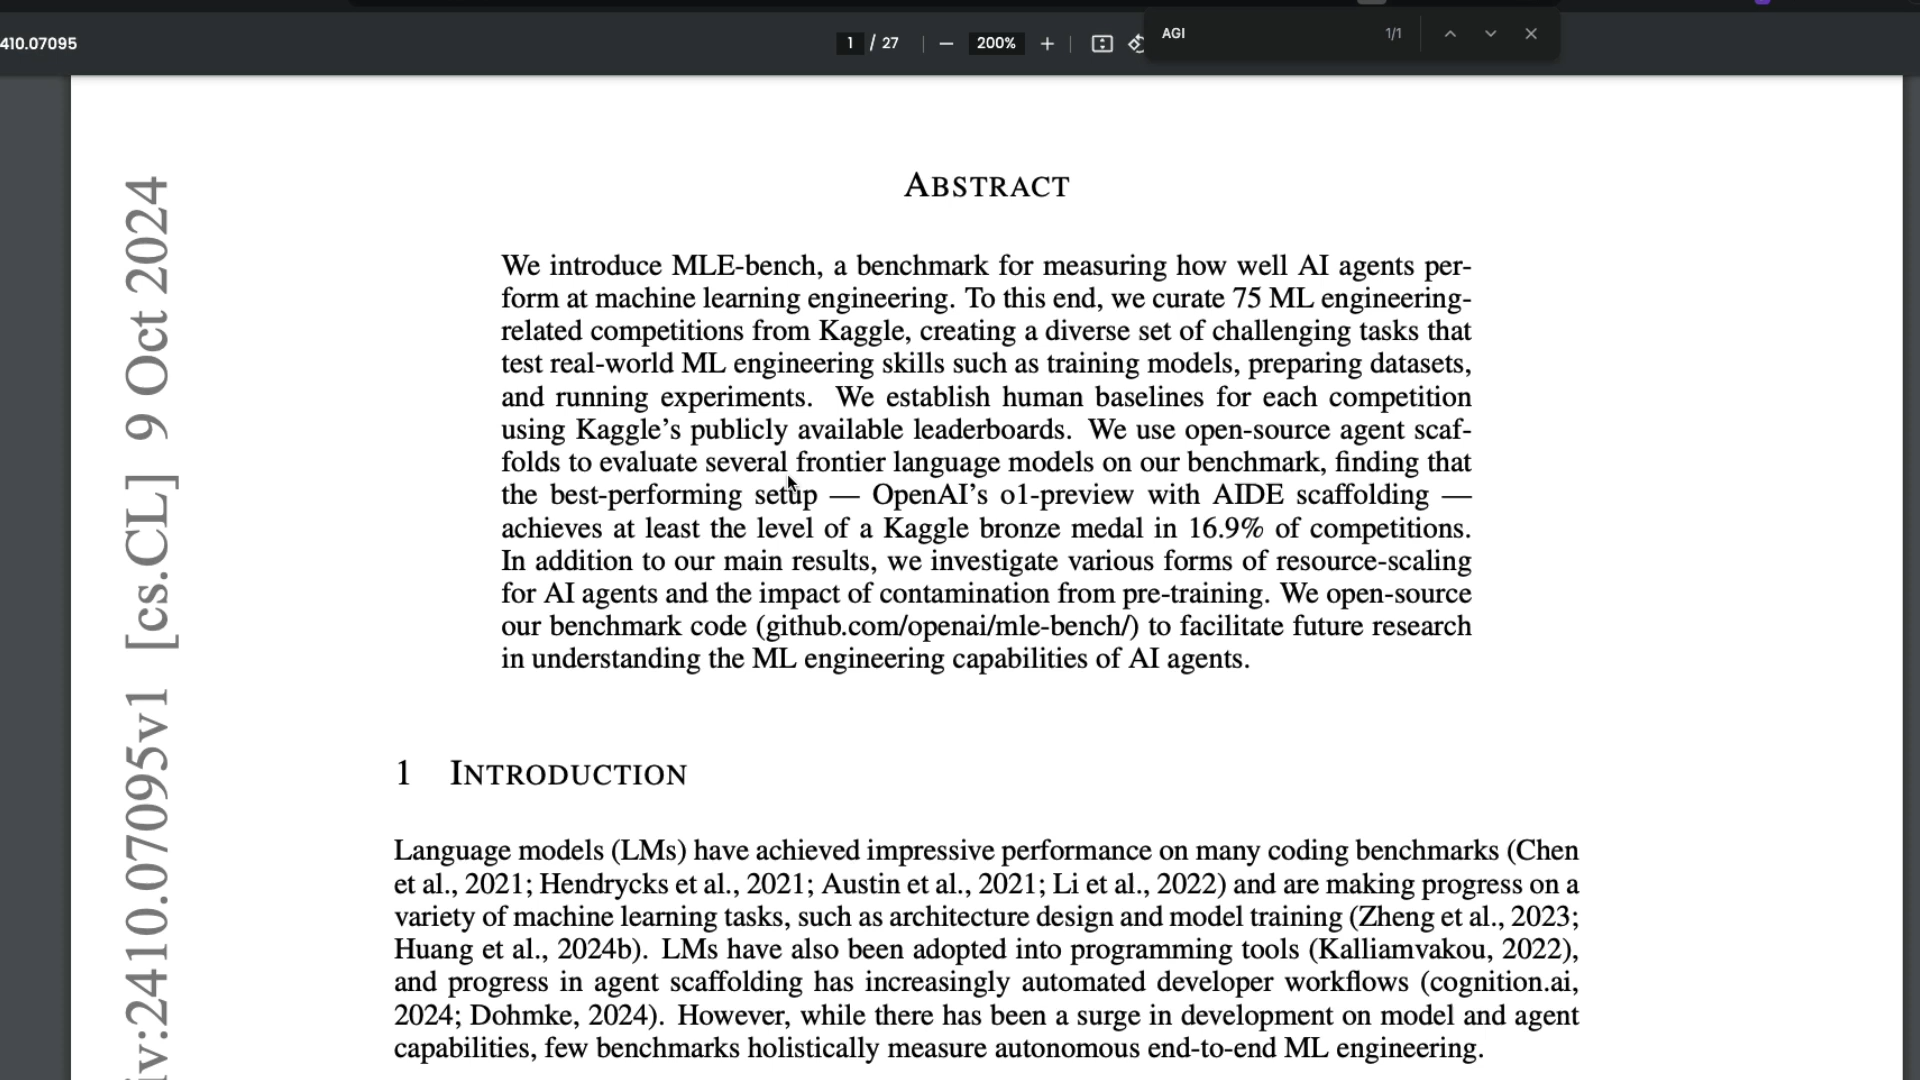 410.07095
1 / 27
200%
AGI
1/1
ABSTRACT
We introduce MLE-bench, a benchmark for measuring how well AI agents per-
form at machine learning engineering. To this end, we curate 75 ML engineering-
related competitions from Kaggle, creating a diverse set of challenging tasks that
test real-world ML engineering skills such as training models, preparing datasets,
and running experiments. We establish human baselines for each competition
using Kaggle's publicly available leaderboards. We use open-source agent scaf-
folds to evaluate several frontier language models on our benchmark, finding that
the best-performing setup — OpenAI's o1-preview with AIDE scaffolding —
achieves at least the level of a Kaggle bronze medal in 16.9% of competitions.
In addition to our main results, we investigate various forms of resource-scaling
for AI agents and the impact of contamination from pre-training. We open-source
our benchmark code (github.com/openai/mle-bench/) to facilitate future research
in understanding the ML engineering capabilities of AI agents.
1 INTRODUCTION
Language models (LMs) have achieved impressive performance on many coding benchmarks (Chen
et al., 2021; Hendrycks et al., 2021; Austin et al., 2021; Li et al., 2022) and are making progress on a
variety of machine learning tasks, such as architecture design and model training (Zheng et al., 2023;
Huang et al., 2024b). LMs have also been adopted into programming tools (Kalliamvakou, 2022),
and progress in agent scaffolding has increasingly automated developer workflows (cognition.ai,
2024; Dohmke, 2024). However, while there has been a surge in development on model and agent
capabilities, few benchmarks holistically measure autonomous end-to-end ML engineering.
iv:2410.07095v1 [cs.CL] 9 Oct 2024